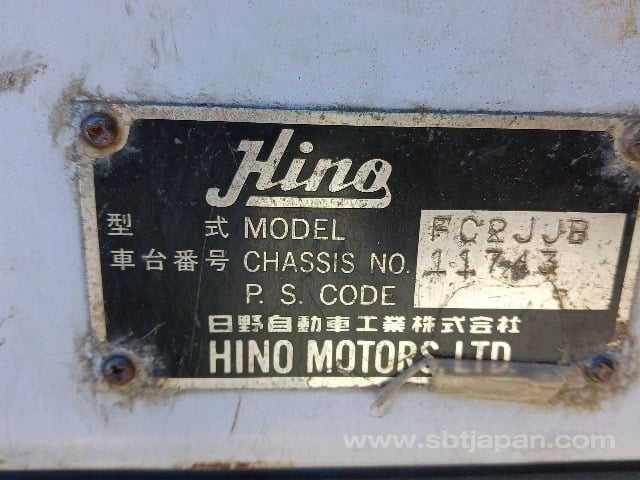 Hino
型式 MODEL FC2JJB
車台番号 CHASSIS NO. 11743
P. S. CODE
日野自動車工業株式会社
HINO MOTORS LTD
www.sbtjapan.com